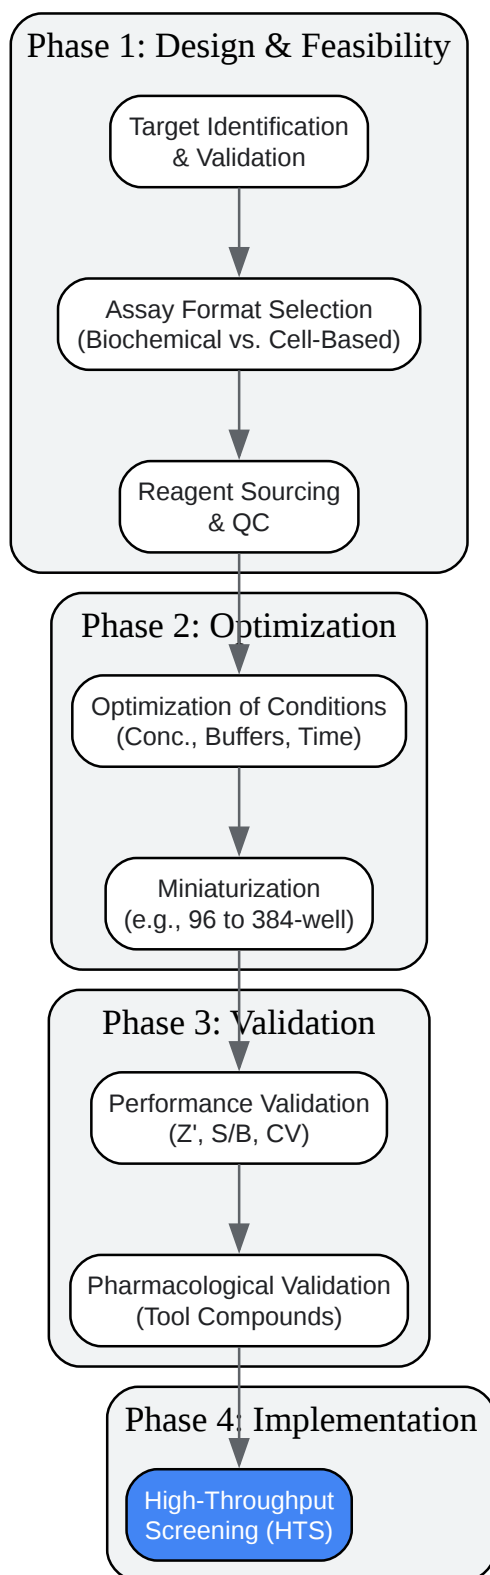 Phase 1: Design & Feasibility
Target Identification
& Validation
Assay Format Selection
(Biochemical vs. Cell-Based)
Reagent Sourcing
& QC
Phase 2: Optimization
Optimization of Conditions
(Conc., Buffers, Time)
Miniaturization
(e.g., 96 to 384-well)
Phase 3: Validation
Performance Validation
(Z', S/B, CV)
Pharmacological Validation
(Tool Compounds)
Phase 4: Implementation
High-Throughput
Screening (HTS)